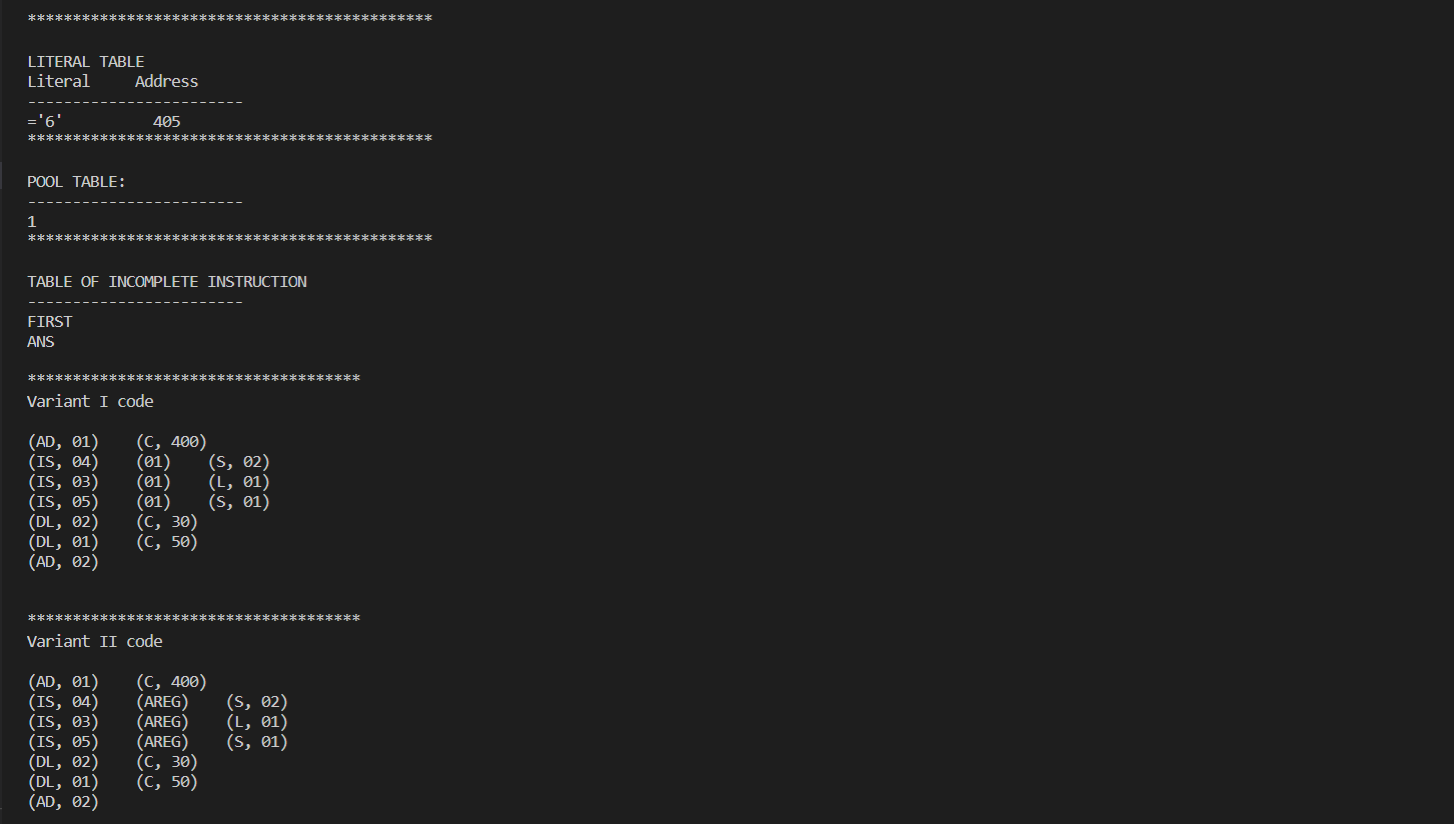 *********************************************
LITERAL TABLE
Literal     Address
------------------------
='6'          405
*********************************************
POOL TABLE:
------------------------
1
*********************************************
TABLE OF INCOMPLETE INSTRUCTION
------------------------
FIRST
ANS
*************************************
Variant I code
(AD, 01)    (C, 400)
(IS, 04)    (01)    (S, 02)
(IS, 03)    (01)    (L, 01)
(IS, 05)    (01)    (S, 01)
(DL, 02)    (C, 30)
(DL, 01)    (C, 50)
(AD, 02)
*************************************
Variant II code
(AD, 01)    (C, 400)
(IS, 04)    (AREG)    (S, 02)
(IS, 03)    (AREG)    (L, 01)
(IS, 05)    (AREG)    (S, 01)
(DL, 02)    (C, 30)
(DL, 01)    (C, 50)
(AD, 02)